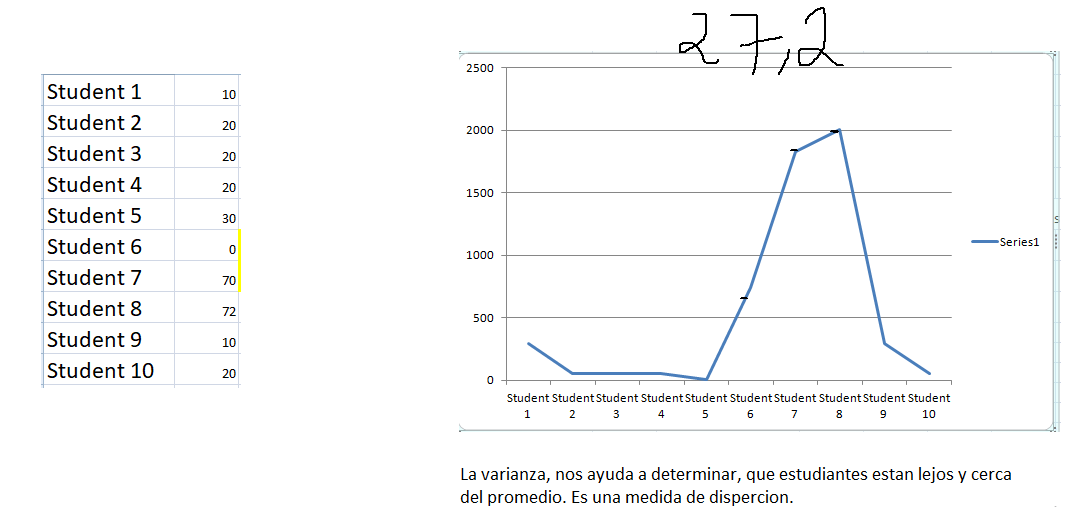 27,2
Student 1 10
Student 2 20
Student 3 20
Student 4 20
Student 5 30
Student 6 0
Student 7 70
Student 8 72
Student 9 10
Student 10 20
2500
2000
1500
1000
500
0
Series1
s
Student Student Student Student Student Student Student Student Student Student
1 2 3 4 5 6 7 8 9 10
La varianza, nos ayuda a determinar, que estudiantes estan lejos y cerca
del promedio. Es una medida de dispercion.